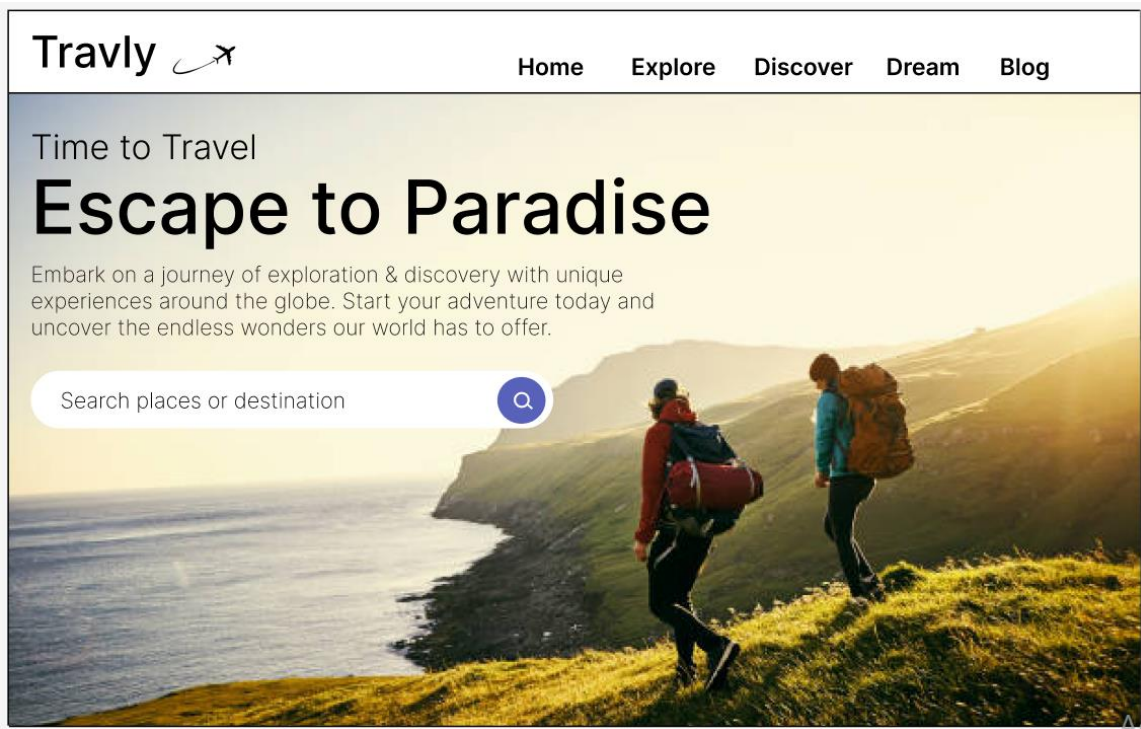 Travly
Home Explore Discover Dream Blog
Time to Travel
Escape to Paradise
Embark on a journey of exploration & discovery with unique
experiences around the globe. Start your adventure today and
uncover the endless wonders our world has to offer.
Search places or destination